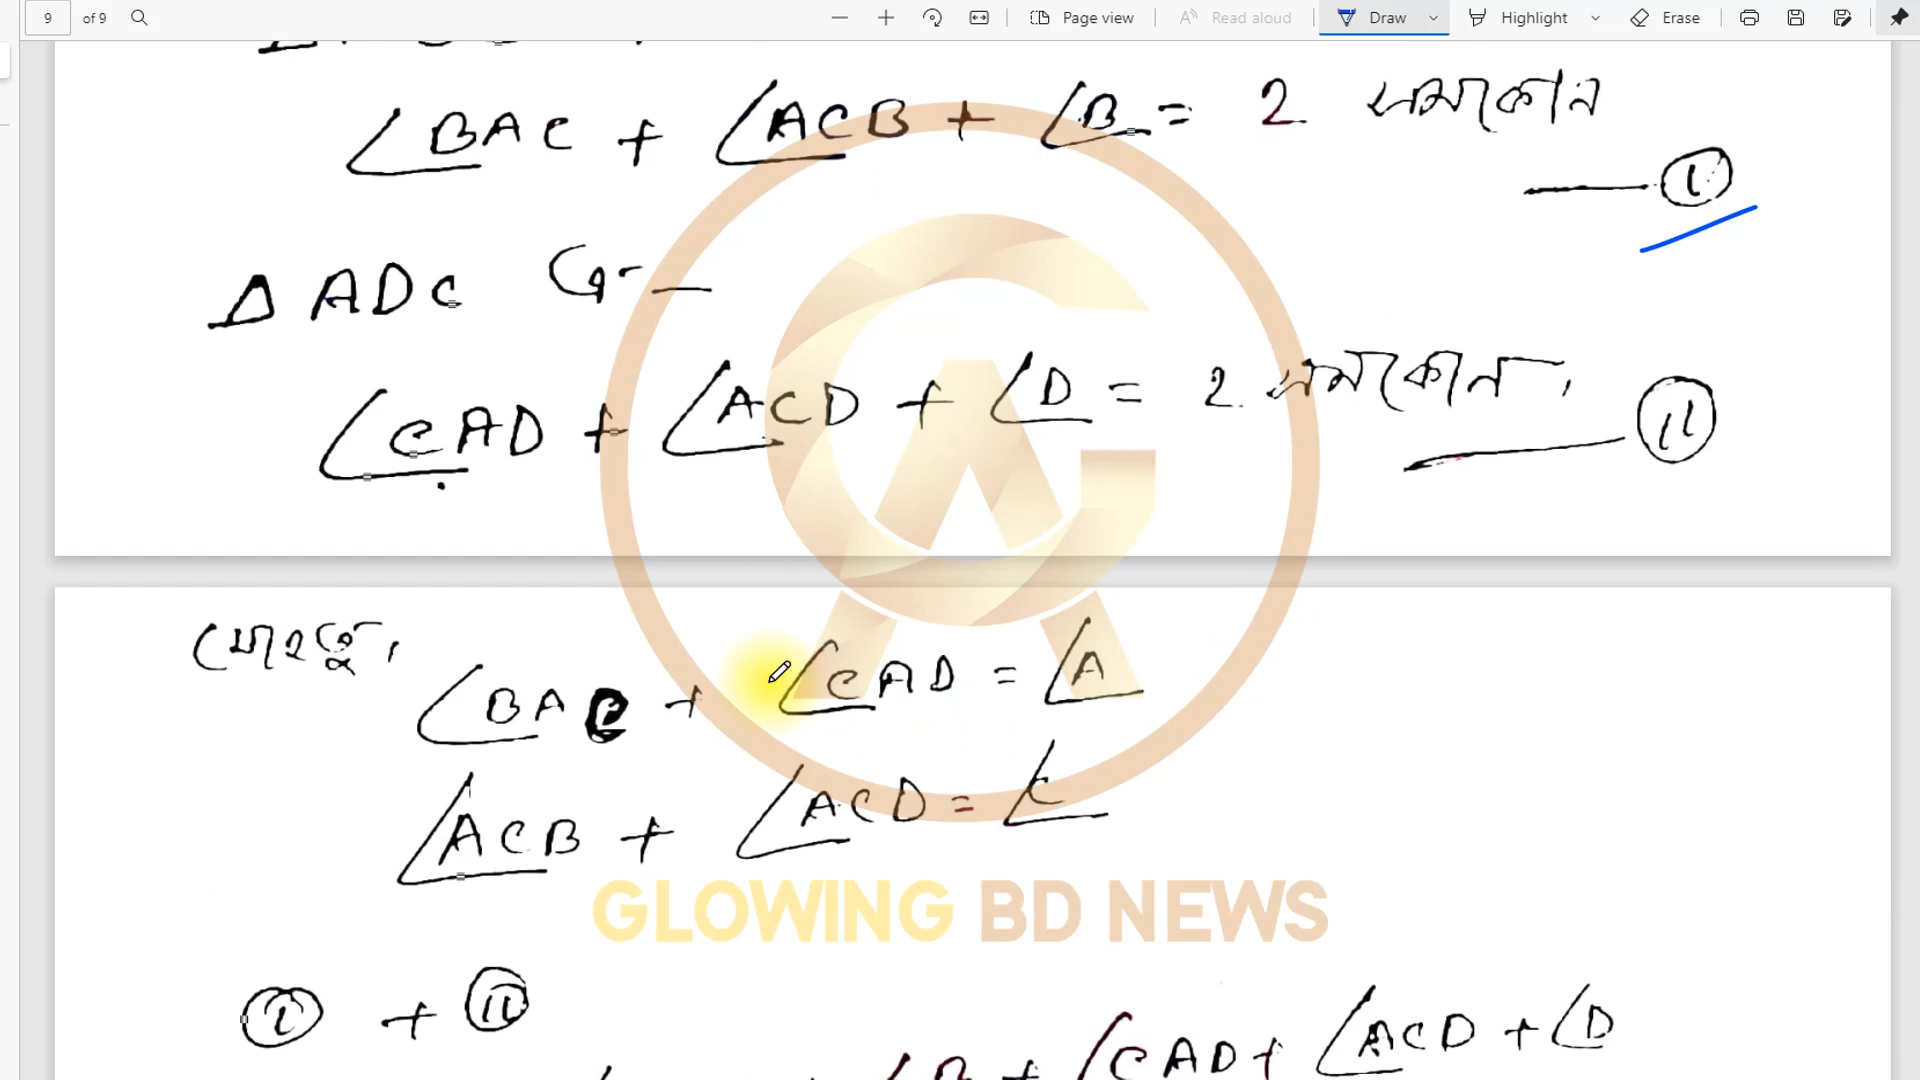 9 of 9 Page view Read aloud Draw Highlight Erase
∠BAC + ∠ACB + ∠B = 2 সমকোন
(i)
Δ ADC এ —
∠CAD + ∠ACD + ∠D = 2 সমকোন,
(ii)
যেহেতু,
∠BAC + ∠CAD = ∠A
∠ACB + ∠ACD = ∠C
GLOWING BD NEWS
(i) + (ii)
∠B + ∠CAD + ∠ACD + ∠D